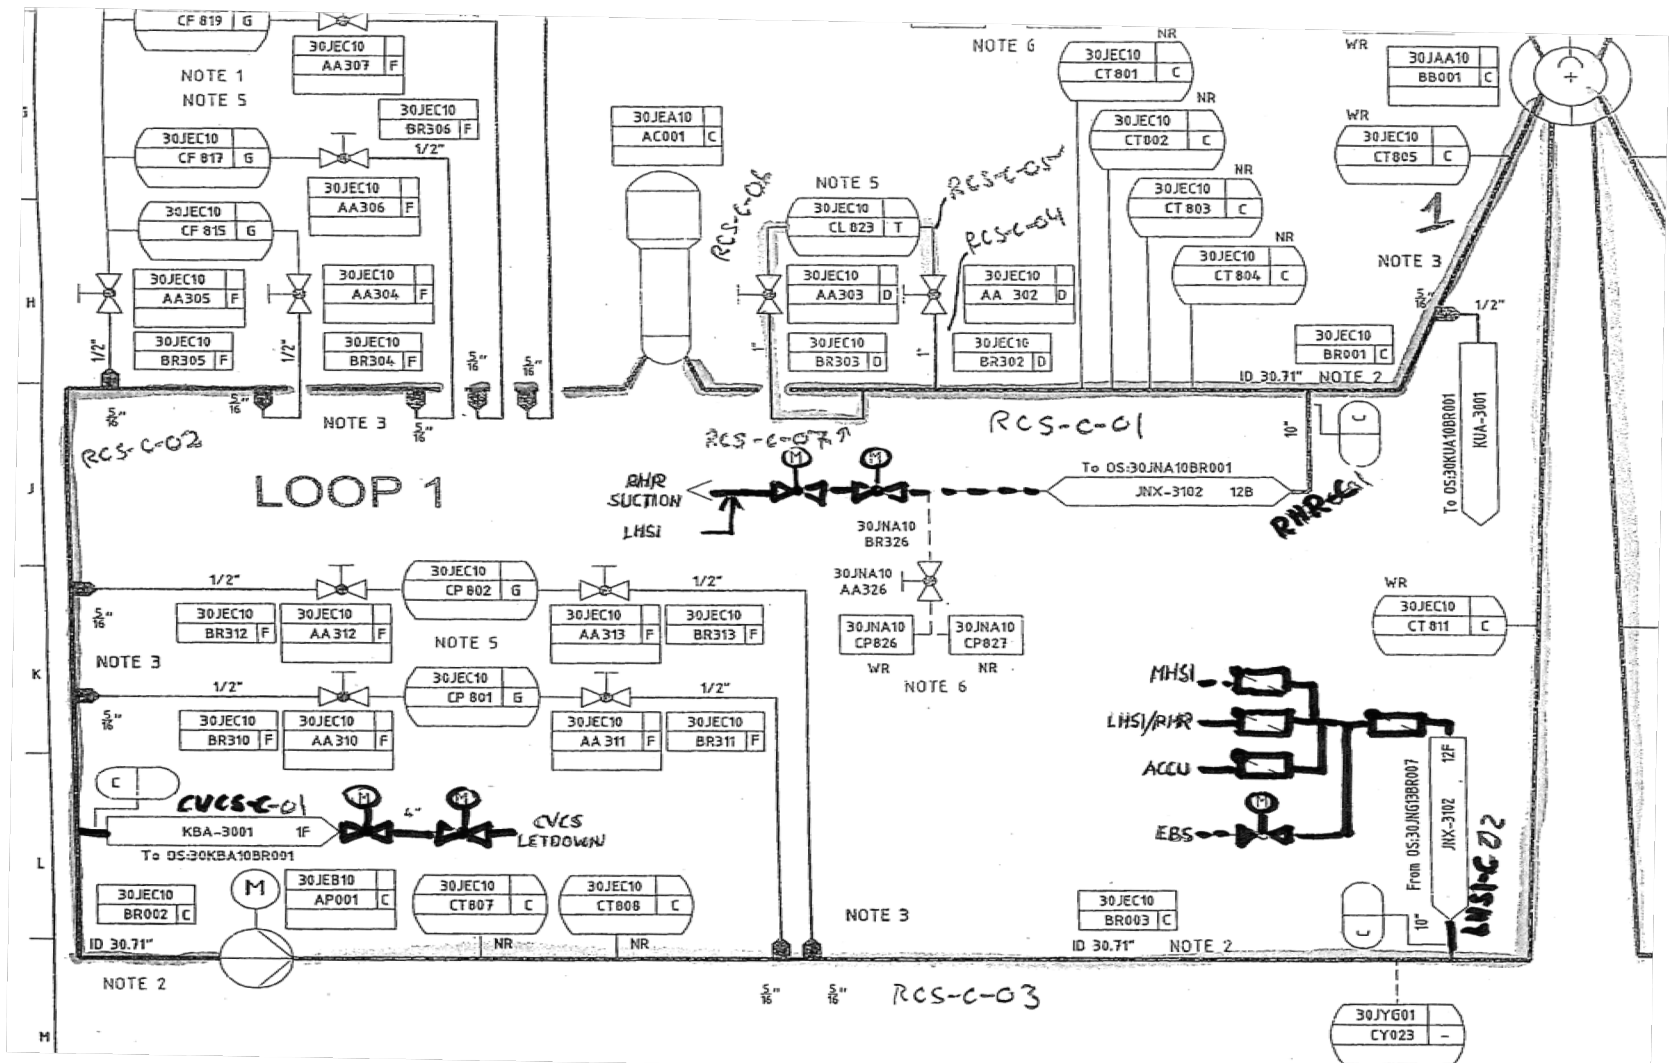 CF 819 G
30JEC10
AA307 F
NOTE 1
NOTE 5
1/2"
30JEC10
BR306 F
1/2"
30JEC10
CF 817 G
30JEC10
AA306 F
30JEC10
CF 815 G
30JEC10
AA305 F
30JEC10
AA304 F
30JEC10
BR305 F
30JEC10
BR304 F
1/2"
1/2"
5/16"
5/16"
5/16"
5/16"
5/16"
5/16"
NOTE 3
RCS-C-02
30JEA10
AC001 C
RCS-C-08
NOTE 5
30JEC10
CL 823 T
RCS-C-05
RCS-C-04
30JEC10
AA303 D
30JEC10
AA 302 D
30JEC10
BR303 D
30JEC10
BR302 D
1"
1"
RCS-C-07
RCS-C-01
NOTE 6
NR
30JEC10
CT801 C
NR
30JEC10
CT802 C
NR
30JEC10
CT 803 C
NR
30JEC10
CT 804 C
WR
30JAA10
BB001 C
WR
30JEC10
CT805 C
1
NOTE 3
5/16"
1/2"
30JEC10
BR001 C
ID 30.71" NOTE 2
To OS:30KUA10BR001
KUA-3001
10"
C
G
H
J
K
L
M
LOOP 1
RHR
SUCTION
LHSI
M
M
To OS:30JNA10BR001
JNX-3102 12B
RHR-C-01
30JNA10
BR326
30JNA10
AA326
30JNA10
CP826
30JNA10
CP827
WR
NR
NOTE 6
1/2"
30JEC10
CP 802 G
1/2"
5/16"
30JEC10
BR312 F
30JEC10
AA312 F
NOTE 5
30JEC10
AA313 F
30JEC10
BR313 F
NOTE 3
1/2"
30JEC10
CP 801 G
1/2"
5/16"
30JEC10
BR310 F
30JEC10
AA310 F
30JEC10
AA311 F
30JEC10
BR311 F
C
CVCS-C-01
M
4"
M
KBA-3001 1F
CVCS
LETDOWN
To OS:30KBA10BR001
30JEC10
BR002 C
M
30JEB10
AP001 C
30JEC10
CT807 C
30JEC10
CT808 C
NR
NR
ID 30.71"
NOTE 2
NOTE 3
5/16"
5/16"
RCS-C-03
WR
30JEC10
CT 811 C
MHSI
LHSI/RHR
ACCU
EBS
M
From OS:30JNG13BR007
JNX-3102 12F
LHSI-C-02
C
10"
30JEC10
BR003 C
ID 30.71" NOTE 2
30JYG01
CY023 -